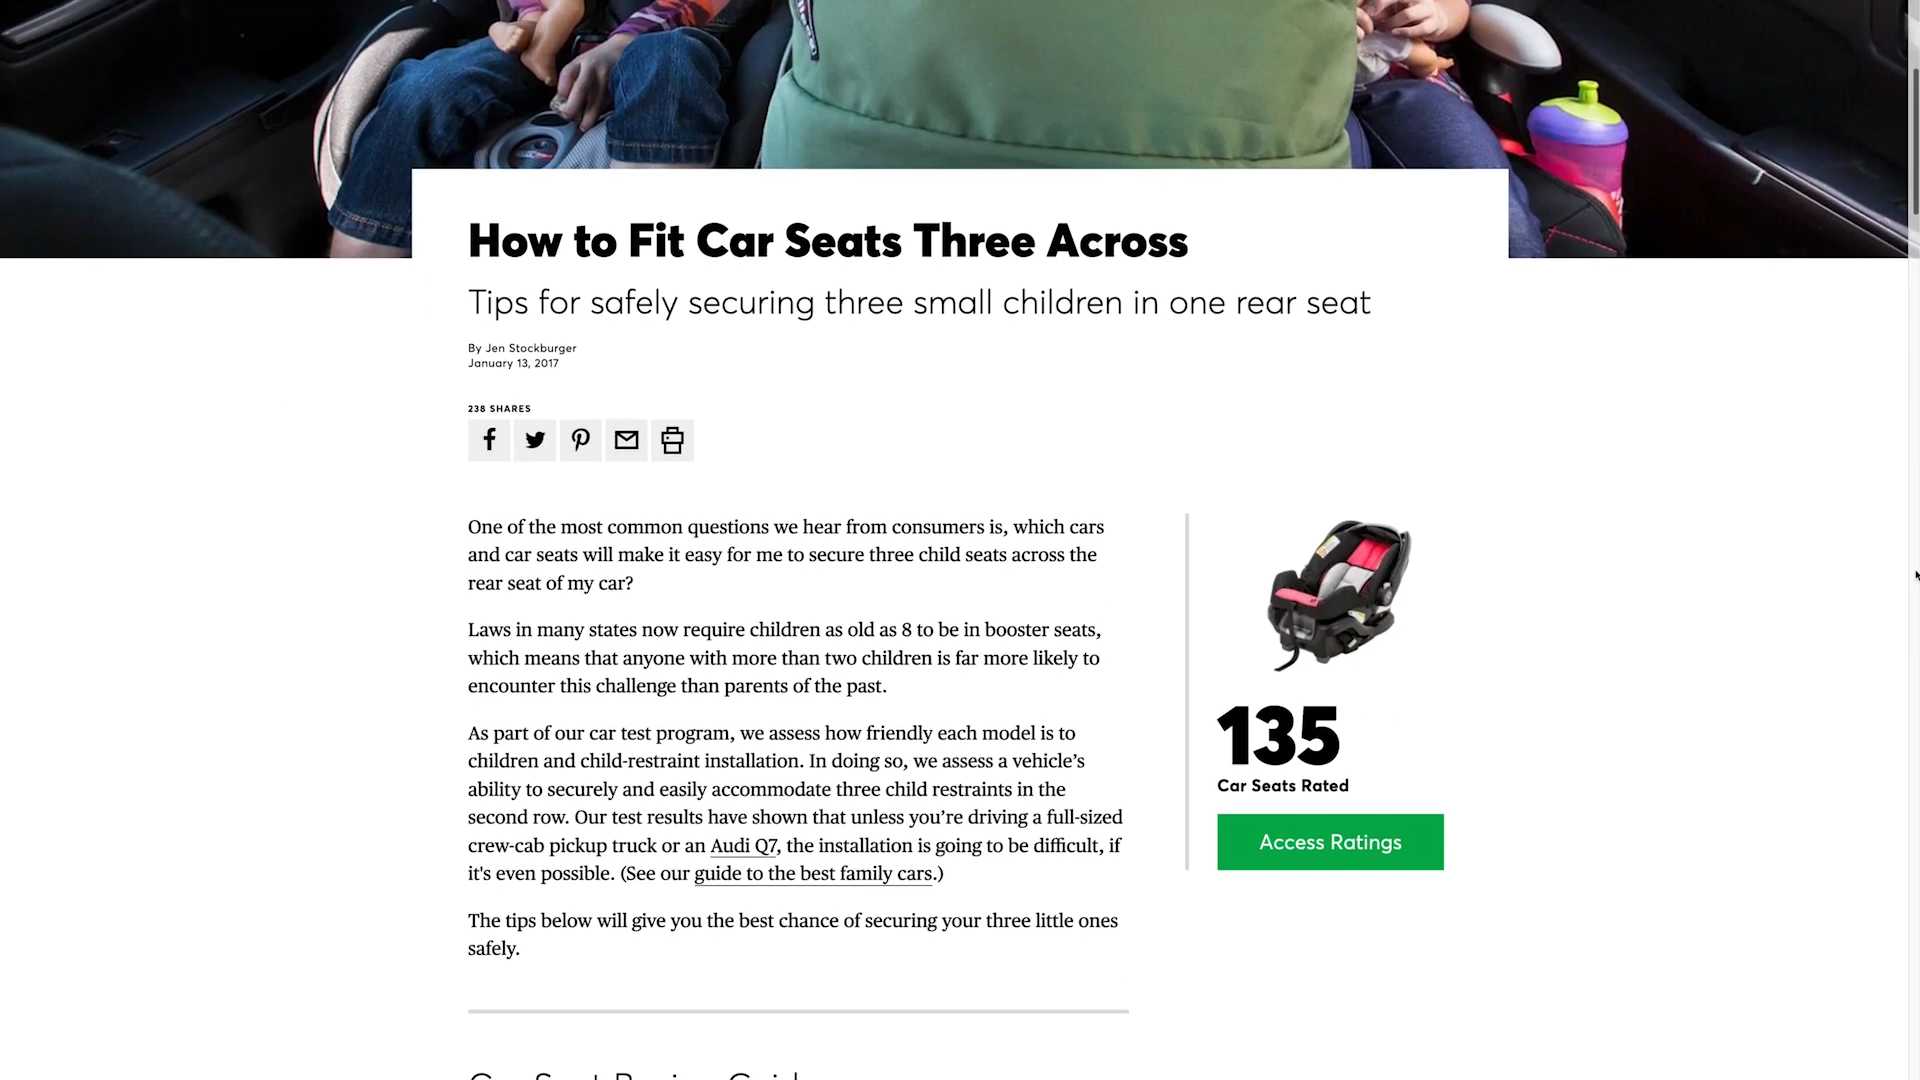 How to Fit Car Seats Three Across
Tips for safely securing three small children in one rear seat
By Jen Stockburger
January 13, 2017
238 SHARES
One of the most common questions we hear from consumers is, which cars
and car seats will make it easy for me to secure three child seats across the
rear seat of my car?
Laws in many states now require children as old as 8 to be in booster seats,
which means that anyone with more than two children is far more likely to
encounter this challenge than parents of the past.
As part of our car test program, we assess how friendly each model is to
children and child-restraint installation. In doing so, we assess a vehicle’s
ability to securely and easily accommodate three child restraints in the
second row. Our test results have shown that unless you’re driving a full-sized
crew-cab pickup truck or an Audi Q7, the installation is going to be difficult, if
it's even possible. (See our guide to the best family cars.)
The tips below will give you the best chance of securing your three little ones
safely.
135
Car Seats Rated
Access Ratings